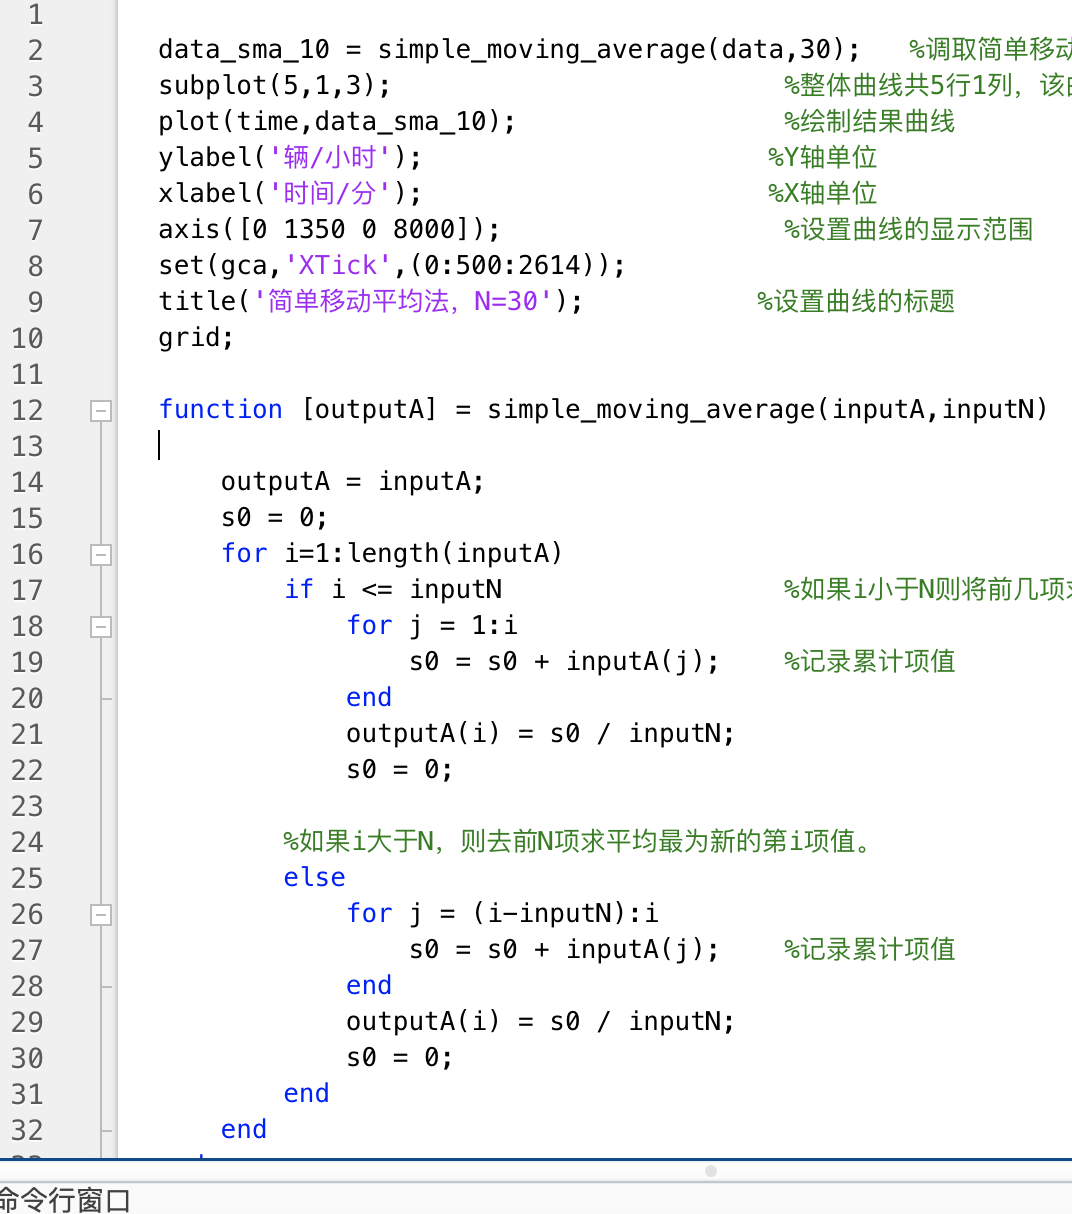 1
2 data_sma_10 = simple_moving_average(data,30); %调取简单移动
3 subplot(5,1,3); %整体曲线共5行1列，该
4 plot(time,data_sma_10); %绘制结果曲线
5 ylabel('辆/小时'); %Y轴单位
6 xlabel('时间/分'); %X轴单位
7 axis([0 1350 0 8000]); %设置曲线的显示范围
8 set(gca,'XTick',(0:500:2614));
9 title('简单移动平均法，N=30'); %设置曲线的标题
10 grid;
11
12 function [outputA] = simple_moving_average(inputA,inputN)
13
14 outputA = inputA;
15 s0 = 0;
16 for i=1:length(inputA)
17 if i <= inputN %如果i小于N则将前几项
18 for j = 1:i
19 s0 = s0 + inputA(j); %记录累计项值
20 end
21 outputA(i) = s0 / inputN;
22 s0 = 0;
23
24 %如果i大于N，则去前N项求平均最为新的第i项值。
25 else
26 for j = (i-inputN):i
27 s0 = s0 + inputA(j); %记录累计项值
28 end
29 outputA(i) = s0 / inputN;
30 s0 = 0;
31 end
32 end
命令行窗口